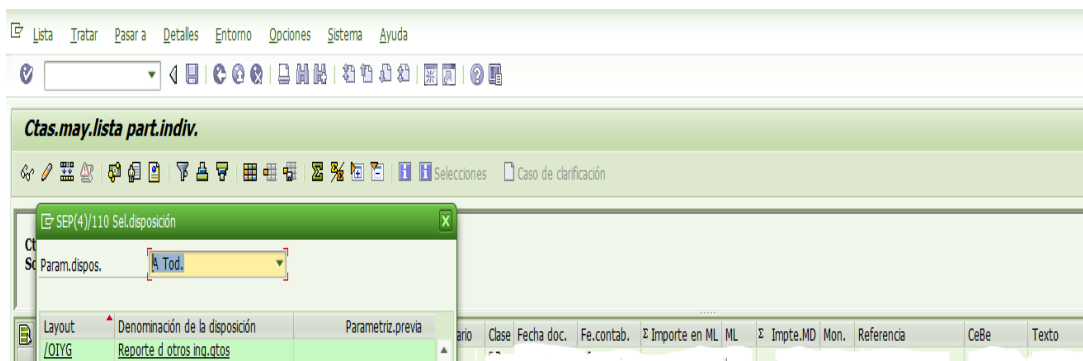 Lista Tratar Pasar a Detalles Entorno Opciones Sistema Ayuda
Ctas.may.lista part.indiv.
Selecciones Caso de clarificación
SEP(4)/110 Sel.disposición
Param.dispos. A Tod.
Layout Denominación de la disposición Parametriz.previa
ario Clase Fecha doc. Fe.contab. Σ Importe en ML ML Σ Impte.MD Mon. Referencia CeBe Texto
/OIYG Reporte d otros ing.gtos